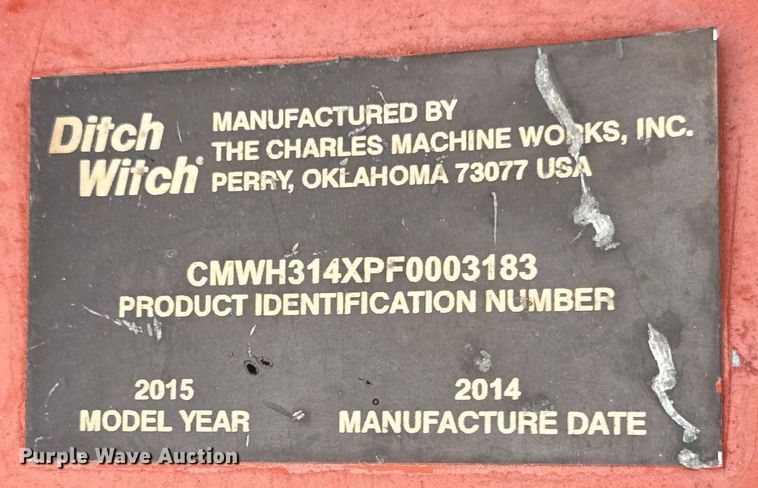 Ditch
Witch®
MANUFACTURED BY
THE CHARLES MACHINE WORKS, INC.
PERRY, OKLAHOMA 73077 USA
CMWH314XPF0003183
PRODUCT IDENTIFICATION NUMBER
2015
MODEL YEAR
2014
MANUFACTURE DATE
Purple Wave Auction